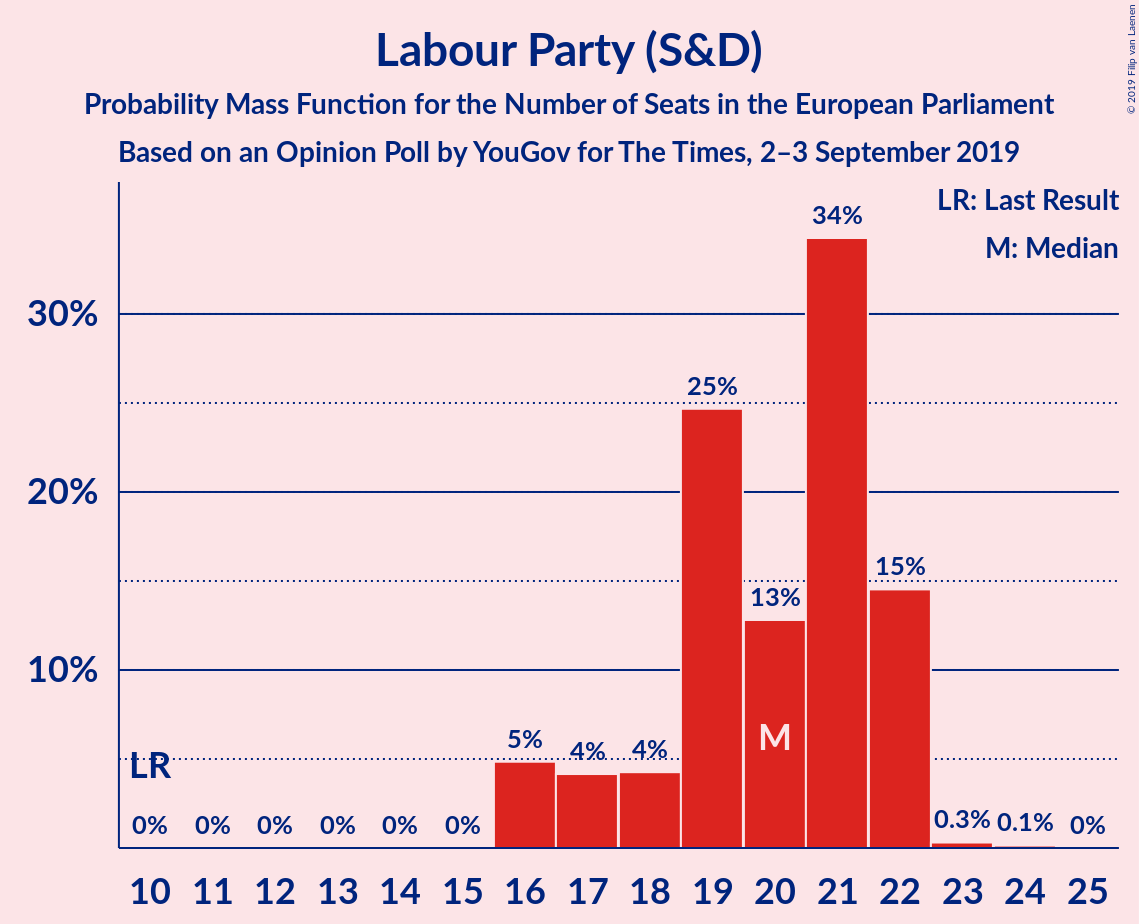 Labour Party (S&D)
Probability Mass Function for the Number of Seats in the European Parliament
Based on an Opinion Poll by YouGov for The Times, 2–3 September 2019
© 2019 Filip van Laenen
LR: Last Result
M: Median
34%
30%
25%
20%
15%
13%
10%
M
5%
4%
4%
LR
0%
0%
0%
0%
0%
0%
0.3%
0.1%
0%
10 11 12 13 14 15 16 17 18 19 20 21 22 23 24 25